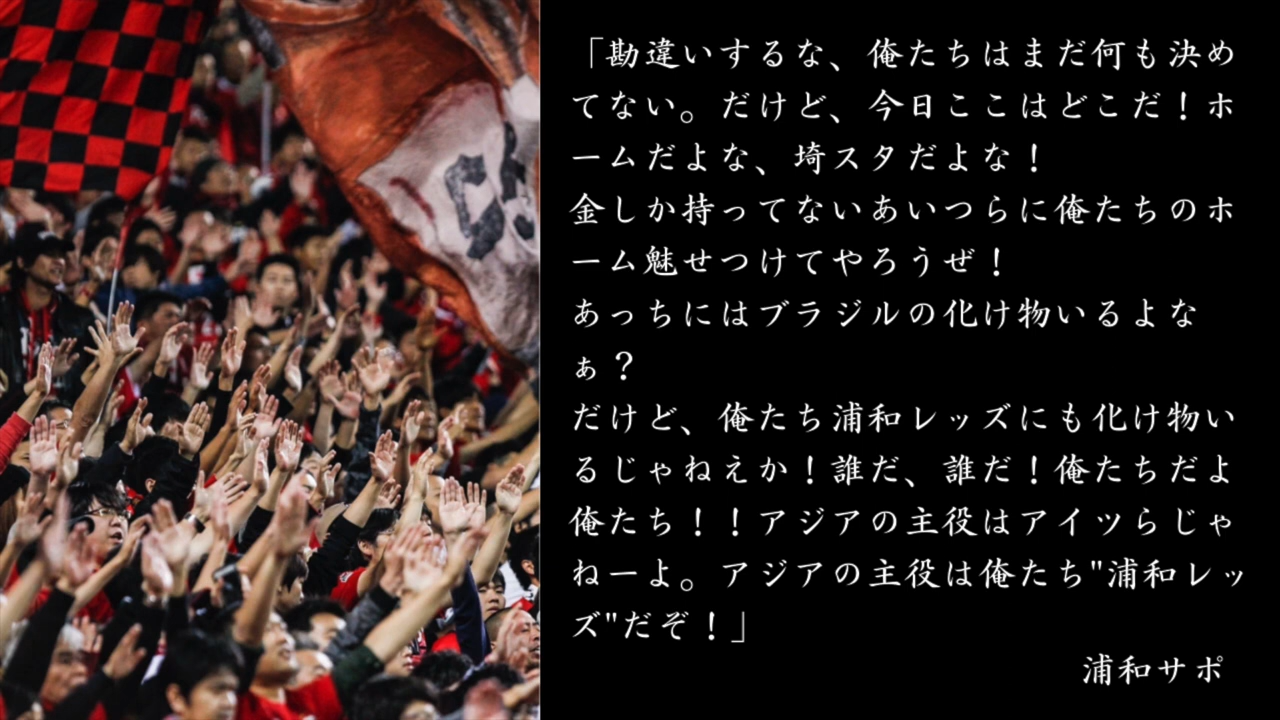 「勘違いするな、俺たちはまだ何も決め
てない。だけど、今日ここはどこだ！ホ
ームだよな、埼スタだよな！
金しか持ってないあいつらに俺たちのホ
ーム魅せつけてやろうぜ！
あっちにはブラジルの化け物いるよな
ぁ？
だけど、俺たち浦和レッズにも化け物い
るじゃねえか！誰だ、誰だ！俺たちだよ
俺たち！！アジアの主役はアイツらじゃ
ねーよ。アジアの主役は俺たち"浦和レッ
ズ"だぞ！」
浦和サポ